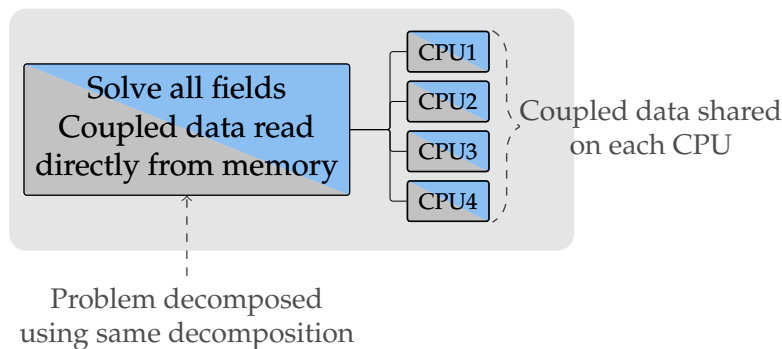 Solve all fields
Coupled data read
directly from memory
CPU1
CPU2
CPU3
CPU4
Coupled data shared
on each CPU
Problem decomposed
using same decomposition